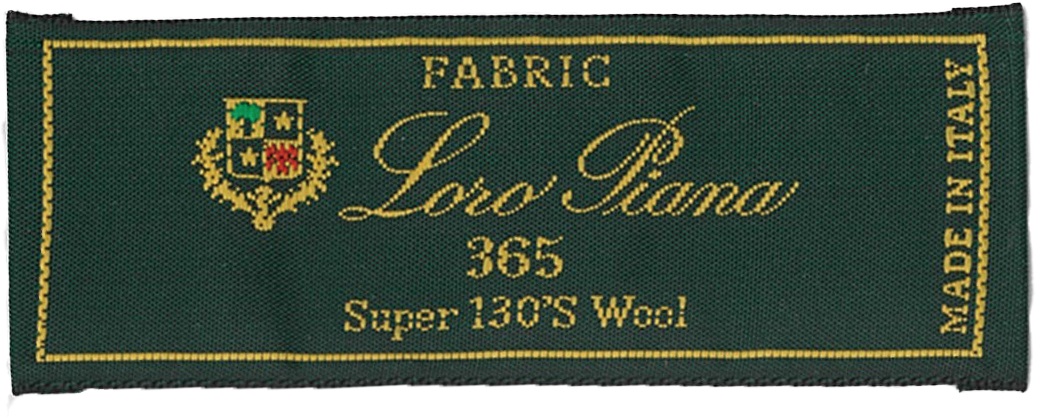 FABRIC
Loro Piana
365
Super 130'S Wool
MADE IN ITALY